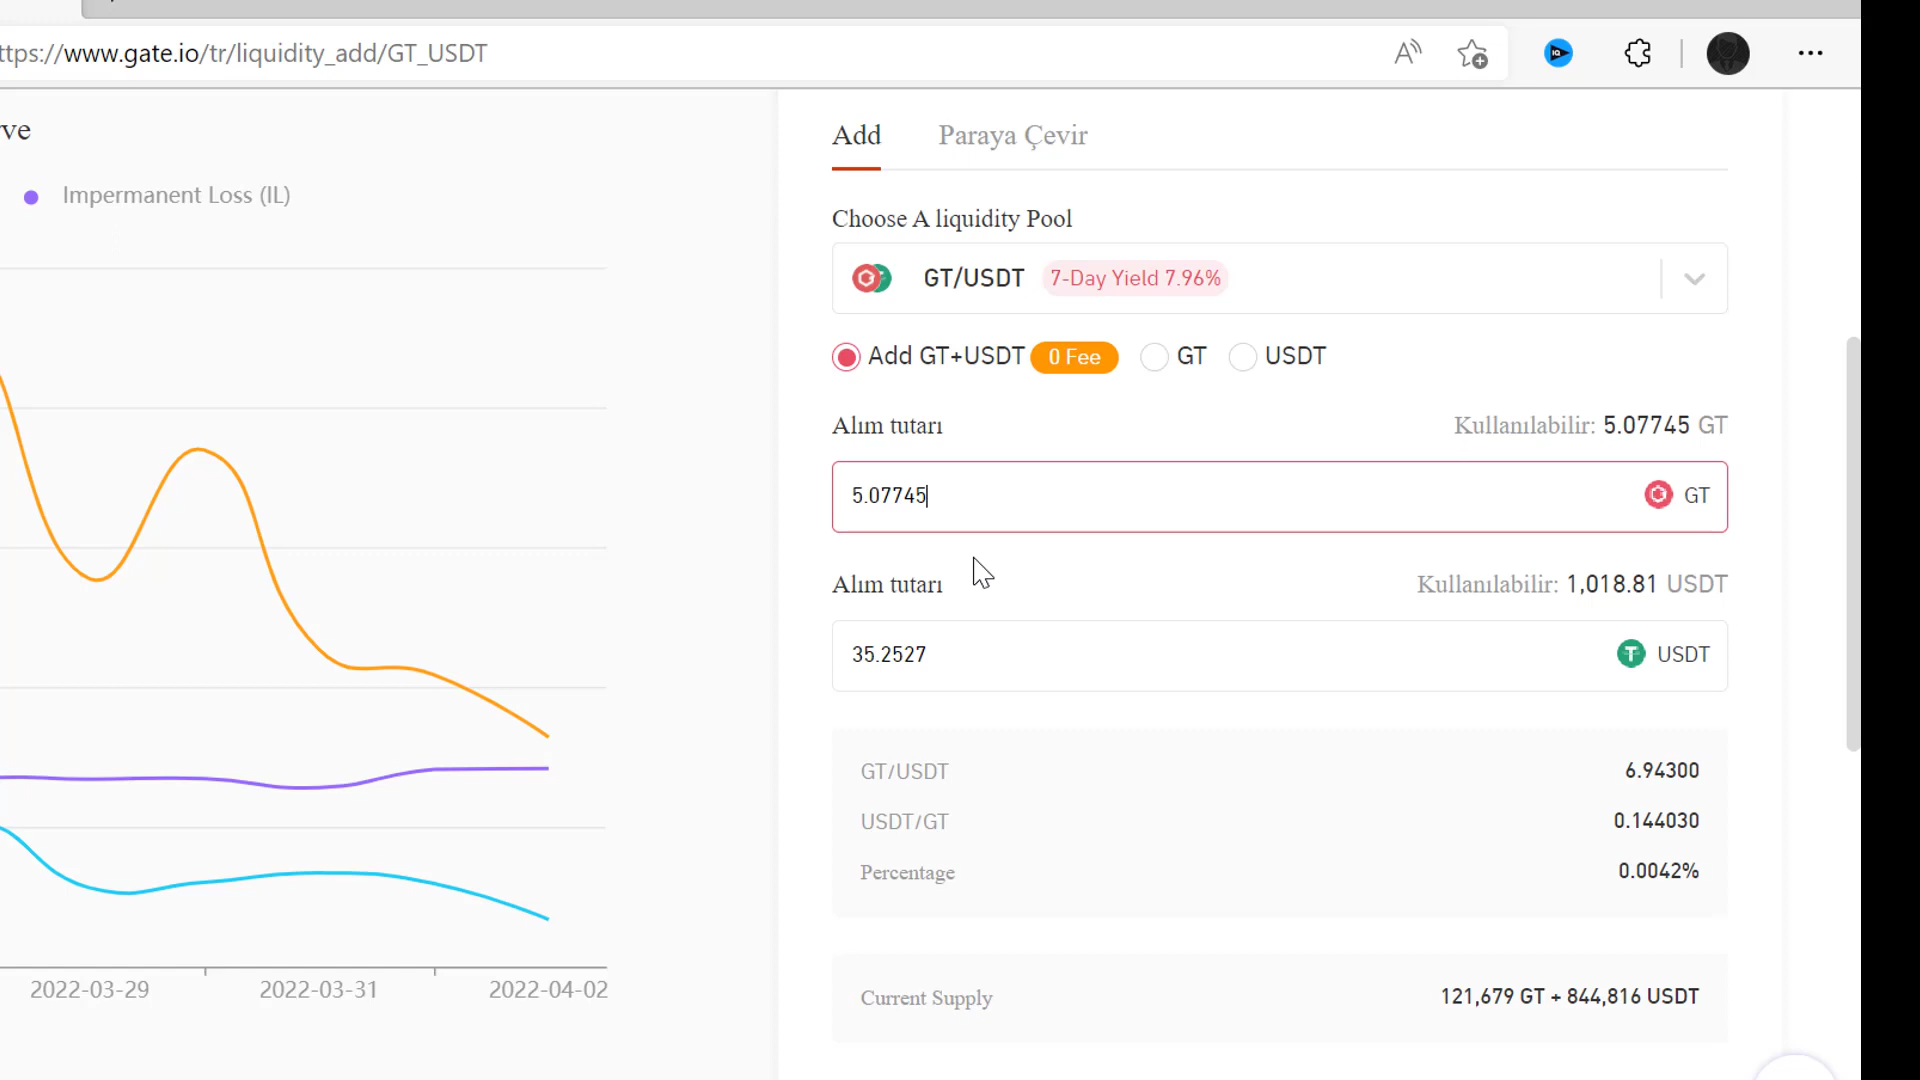 ttps://www.gate.io/tr/liquidity_add/GT_USDT
ve
Impermanent Loss (IL)
2022-03-29 2022-03-31 2022-04-02
Add Paraya Çevir
Choose A liquidity Pool
GT/USDT 7-Day Yield 7.96%
Add GT+USDT 0 Fee GT USDT
Alım tutarı Kullanılabilir: 5.07745 GT
5.07745 GT
Alım tutarı Kullanılabilir: 1,018.81 USDT
35.2527 USDT
GT/USDT 6.94300
USDT/GT 0.144030
Percentage 0.0042%
Current Supply 121,679 GT + 844,816 USDT